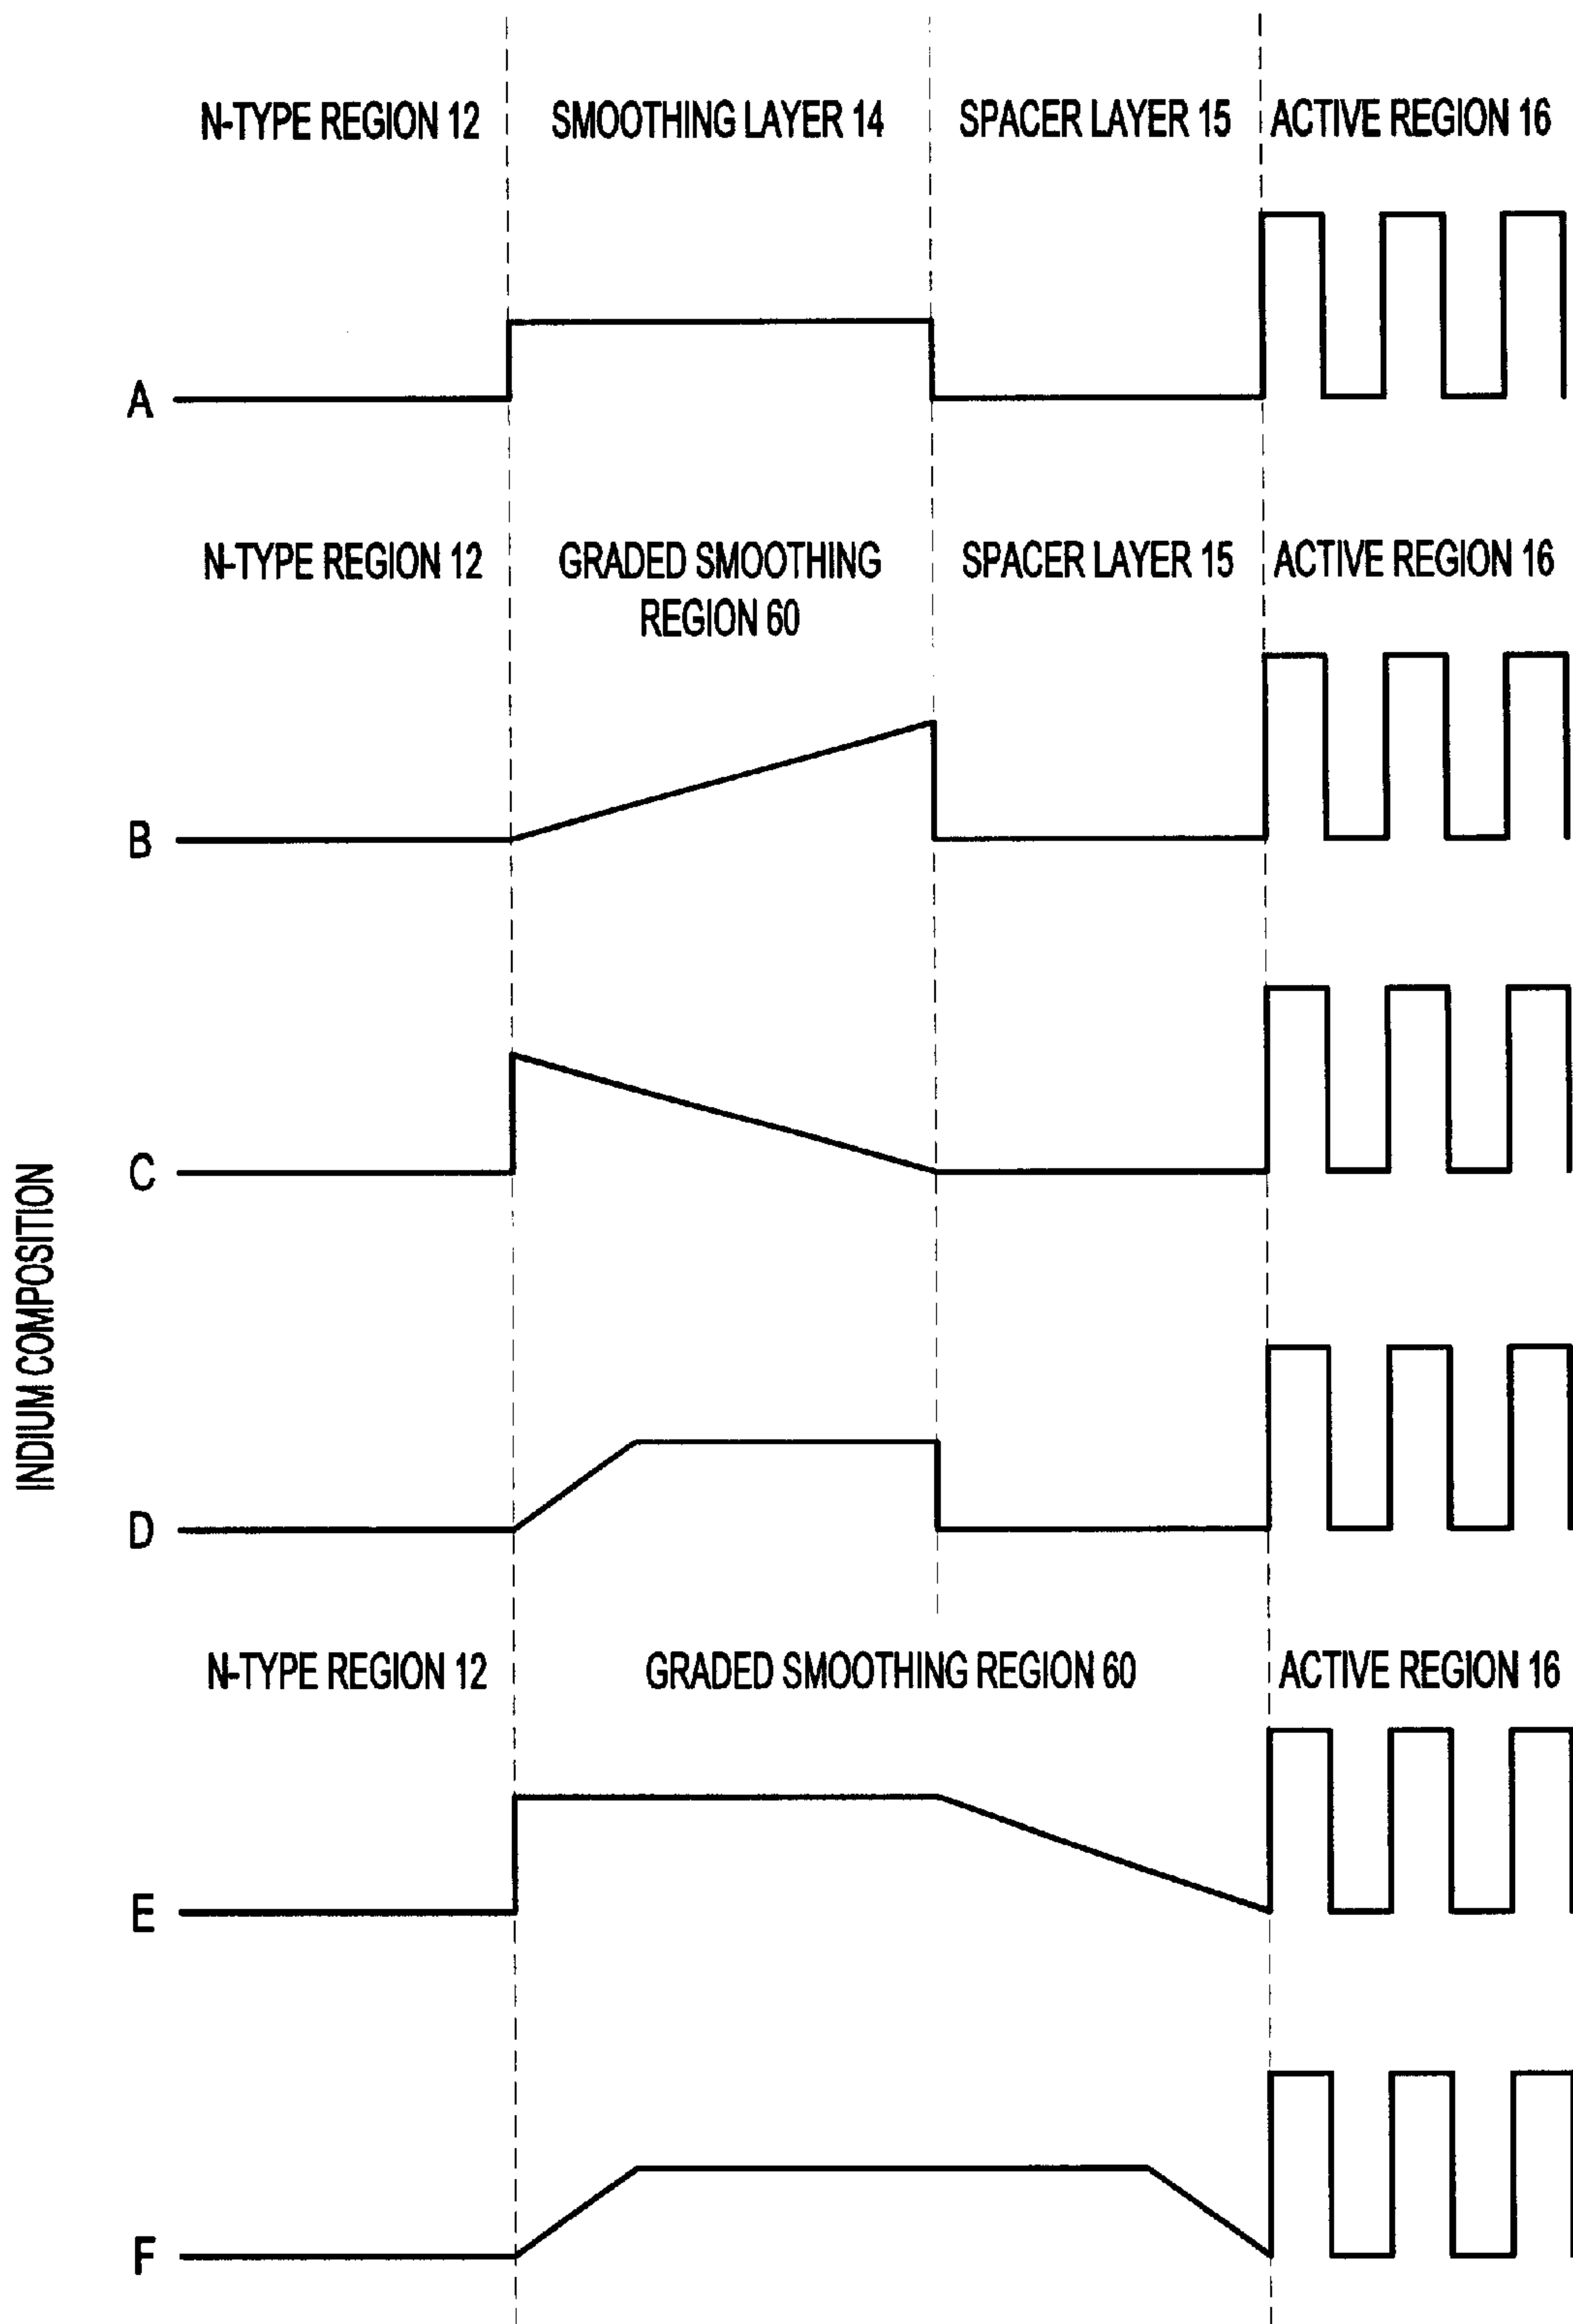 N-TYPE REGION 12 SMOOTHING LAYER 14 SPACER LAYER 15 ACTIVE REGION 16
A
N-TYPE REGION 12 GRADED SMOOTHING REGION 60 SPACER LAYER 15 ACTIVE REGION 16
B
C
INDIUM COMPOSITION
D
N-TYPE REGION 12 GRADED SMOOTHING REGION 60 ACTIVE REGION 16
E
F